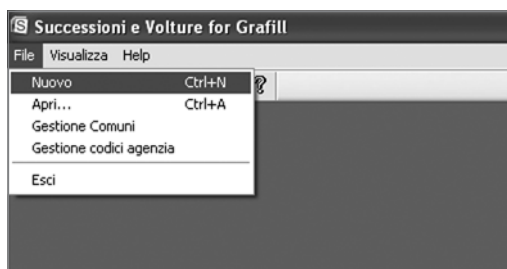 Successioni e Volture for Grafill
File Visualizza Help
Nuovo Ctrl+N
Apri... Ctrl+A
Gestione Comuni
Gestione codici agenzia
Esci
?